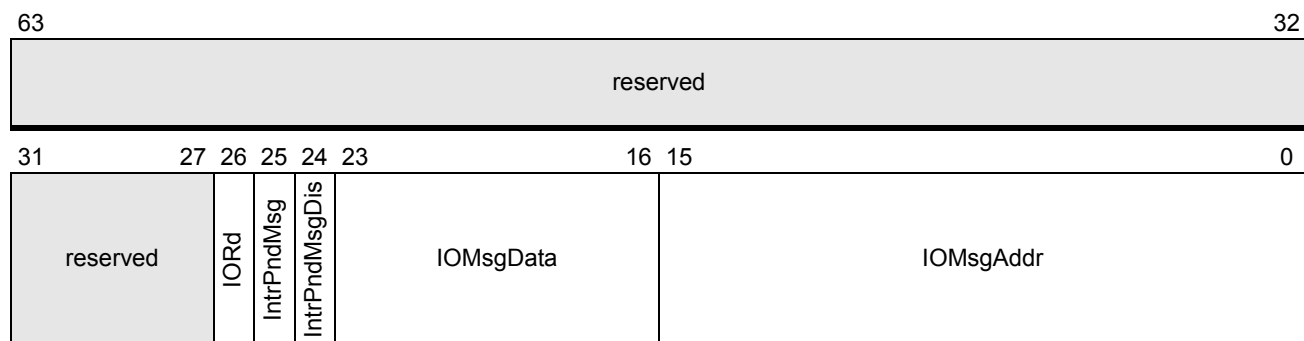 63 32
reserved
31 27 26 25 24 23 16 15 0
reserved IORd IntrPndMsg IntrPndMsgDis IOMsgData IOMsgAddr